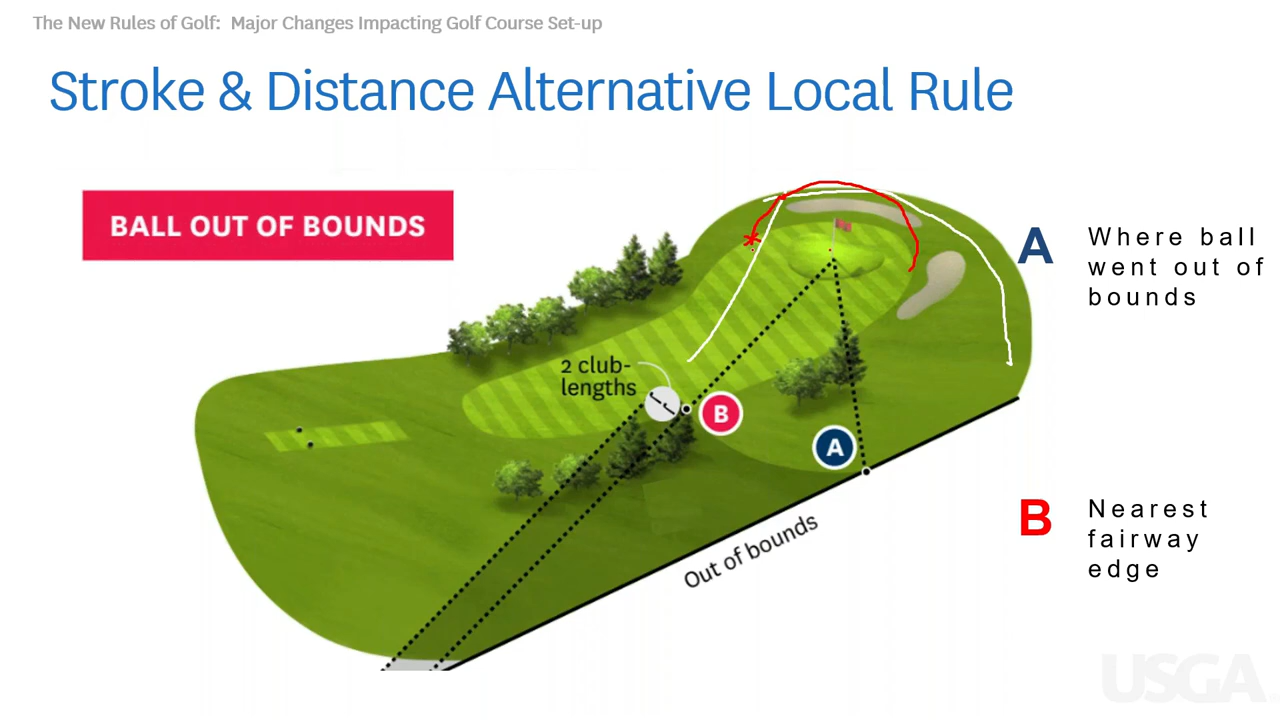 The New Rules of Golf:  Major Changes Impacting Golf Course Set-up
Stroke & Distance Alternative Local Rule
BALL OUT OF BOUNDS
A
Where ball
went out of
bounds
2 club-
lengths
B
A
B
Nearest
fairway
edge
Out of bounds
USGA